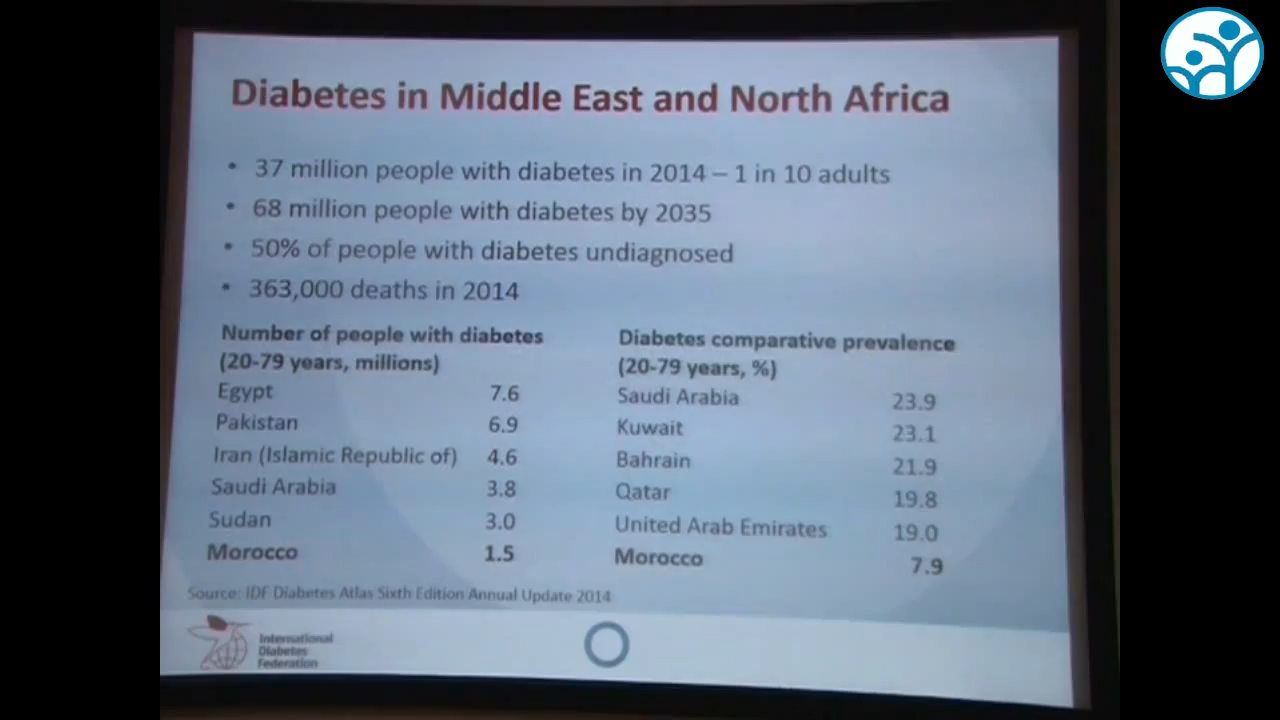 Diabetes in Middle East and North Africa
• 37 million people with diabetes in 2014 – 1 in 10 adults
• 68 million people with diabetes by 2035
• 50% of people with diabetes undiagnosed
• 363,000 deaths in 2014
Number of people with diabetes
(20-79 years, millions)
Egypt 7.6
Pakistan 6.9
Iran (Islamic Republic of) 4.6
Saudi Arabia 3.8
Sudan 3.0
Morocco 1.5
Diabetes comparative prevalence
(20-79 years, %)
Saudi Arabia 23.9
Kuwait 23.1
Bahrain 21.9
Qatar 19.8
United Arab Emirates 19.0
Morocco 7.9
Source: IDF Diabetes Atlas Sixth Edition Annual Update 2014
International
Diabetes
Federation